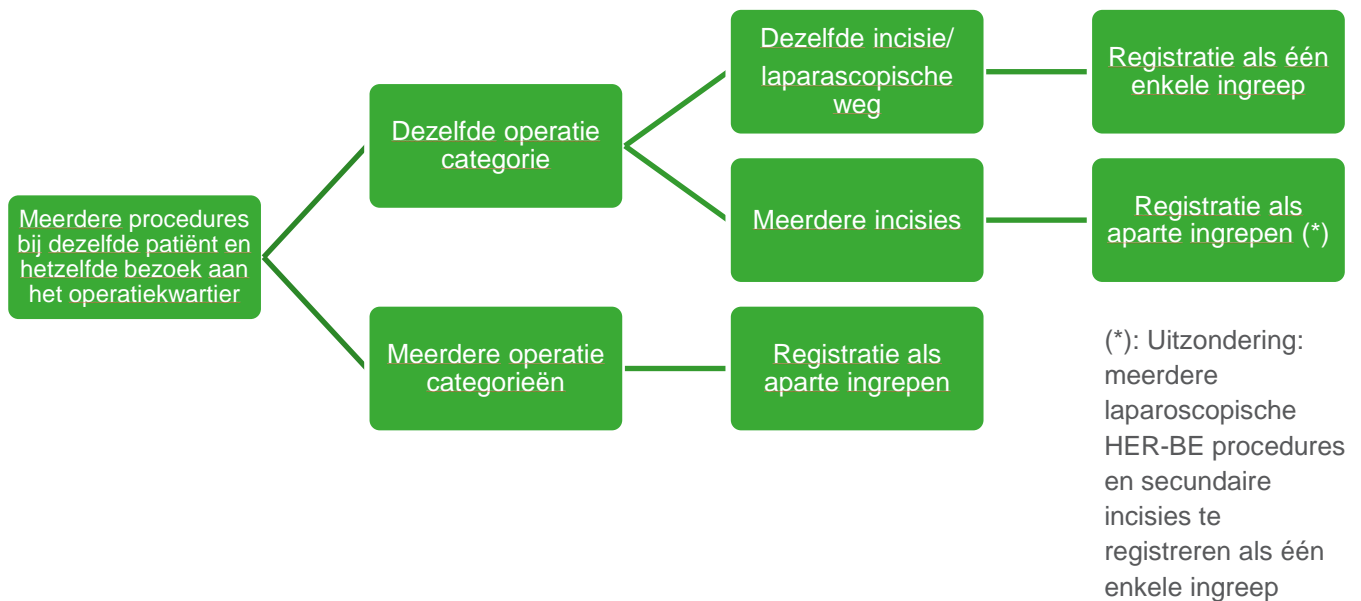 Meerdere procedures
bij dezelfde patiënt en
hetzelfde bezoek aan
het operatiekwartier
Dezelfde operatie
categorie
Dezelfde incisie/
laparascopische
weg
Registratie als één
enkele ingreep
Meerdere incisies
Registratie als
aparte ingrepen (*)
Meerdere operatie
categorieën
Registratie als
aparte ingrepen
(*): Uitzondering:
meerdere
laparoscopische
HER-BE procedures
en secundaire
incisies te
registreren als één
enkele ingreep